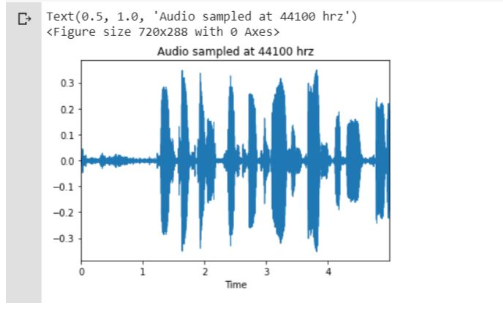 Text(0.5, 1.0, 'Audio sampled at 44100 hrz')
<Figure size 720x288 with 0 Axes>
Audio sampled at 44100 hrz
0.3
0.2
0.1
0.0
−0.1
−0.2
−0.3
0 1 2 3 4
Time